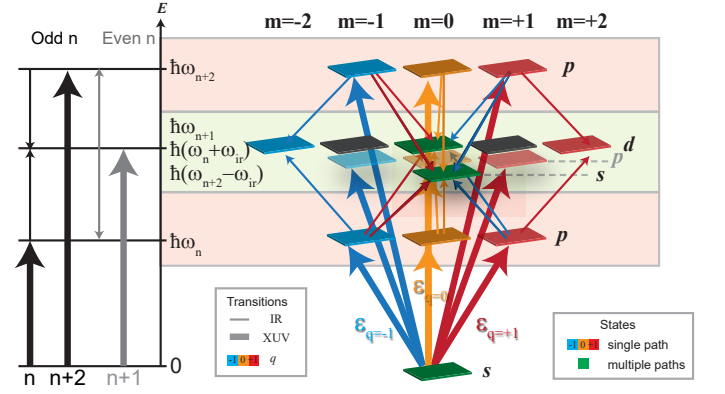 m=-2 m=-1 m=0 m=+1 m=+2
E
Odd n Even n
ħω_{n+2}
p
ħω_{n+1}
ħ(ω_n+ω_{ir})
d
p
ħ(ω_{n+2}−ω_{ir})
s
ħω_n
p
ε_{q=0}
ε_{q=-1}
ε_{q=+1}
Transitions
IR
XUV
-1 0 +1 q
States
-1 0 +1 single path
multiple paths
0
s
n n+2 n+1